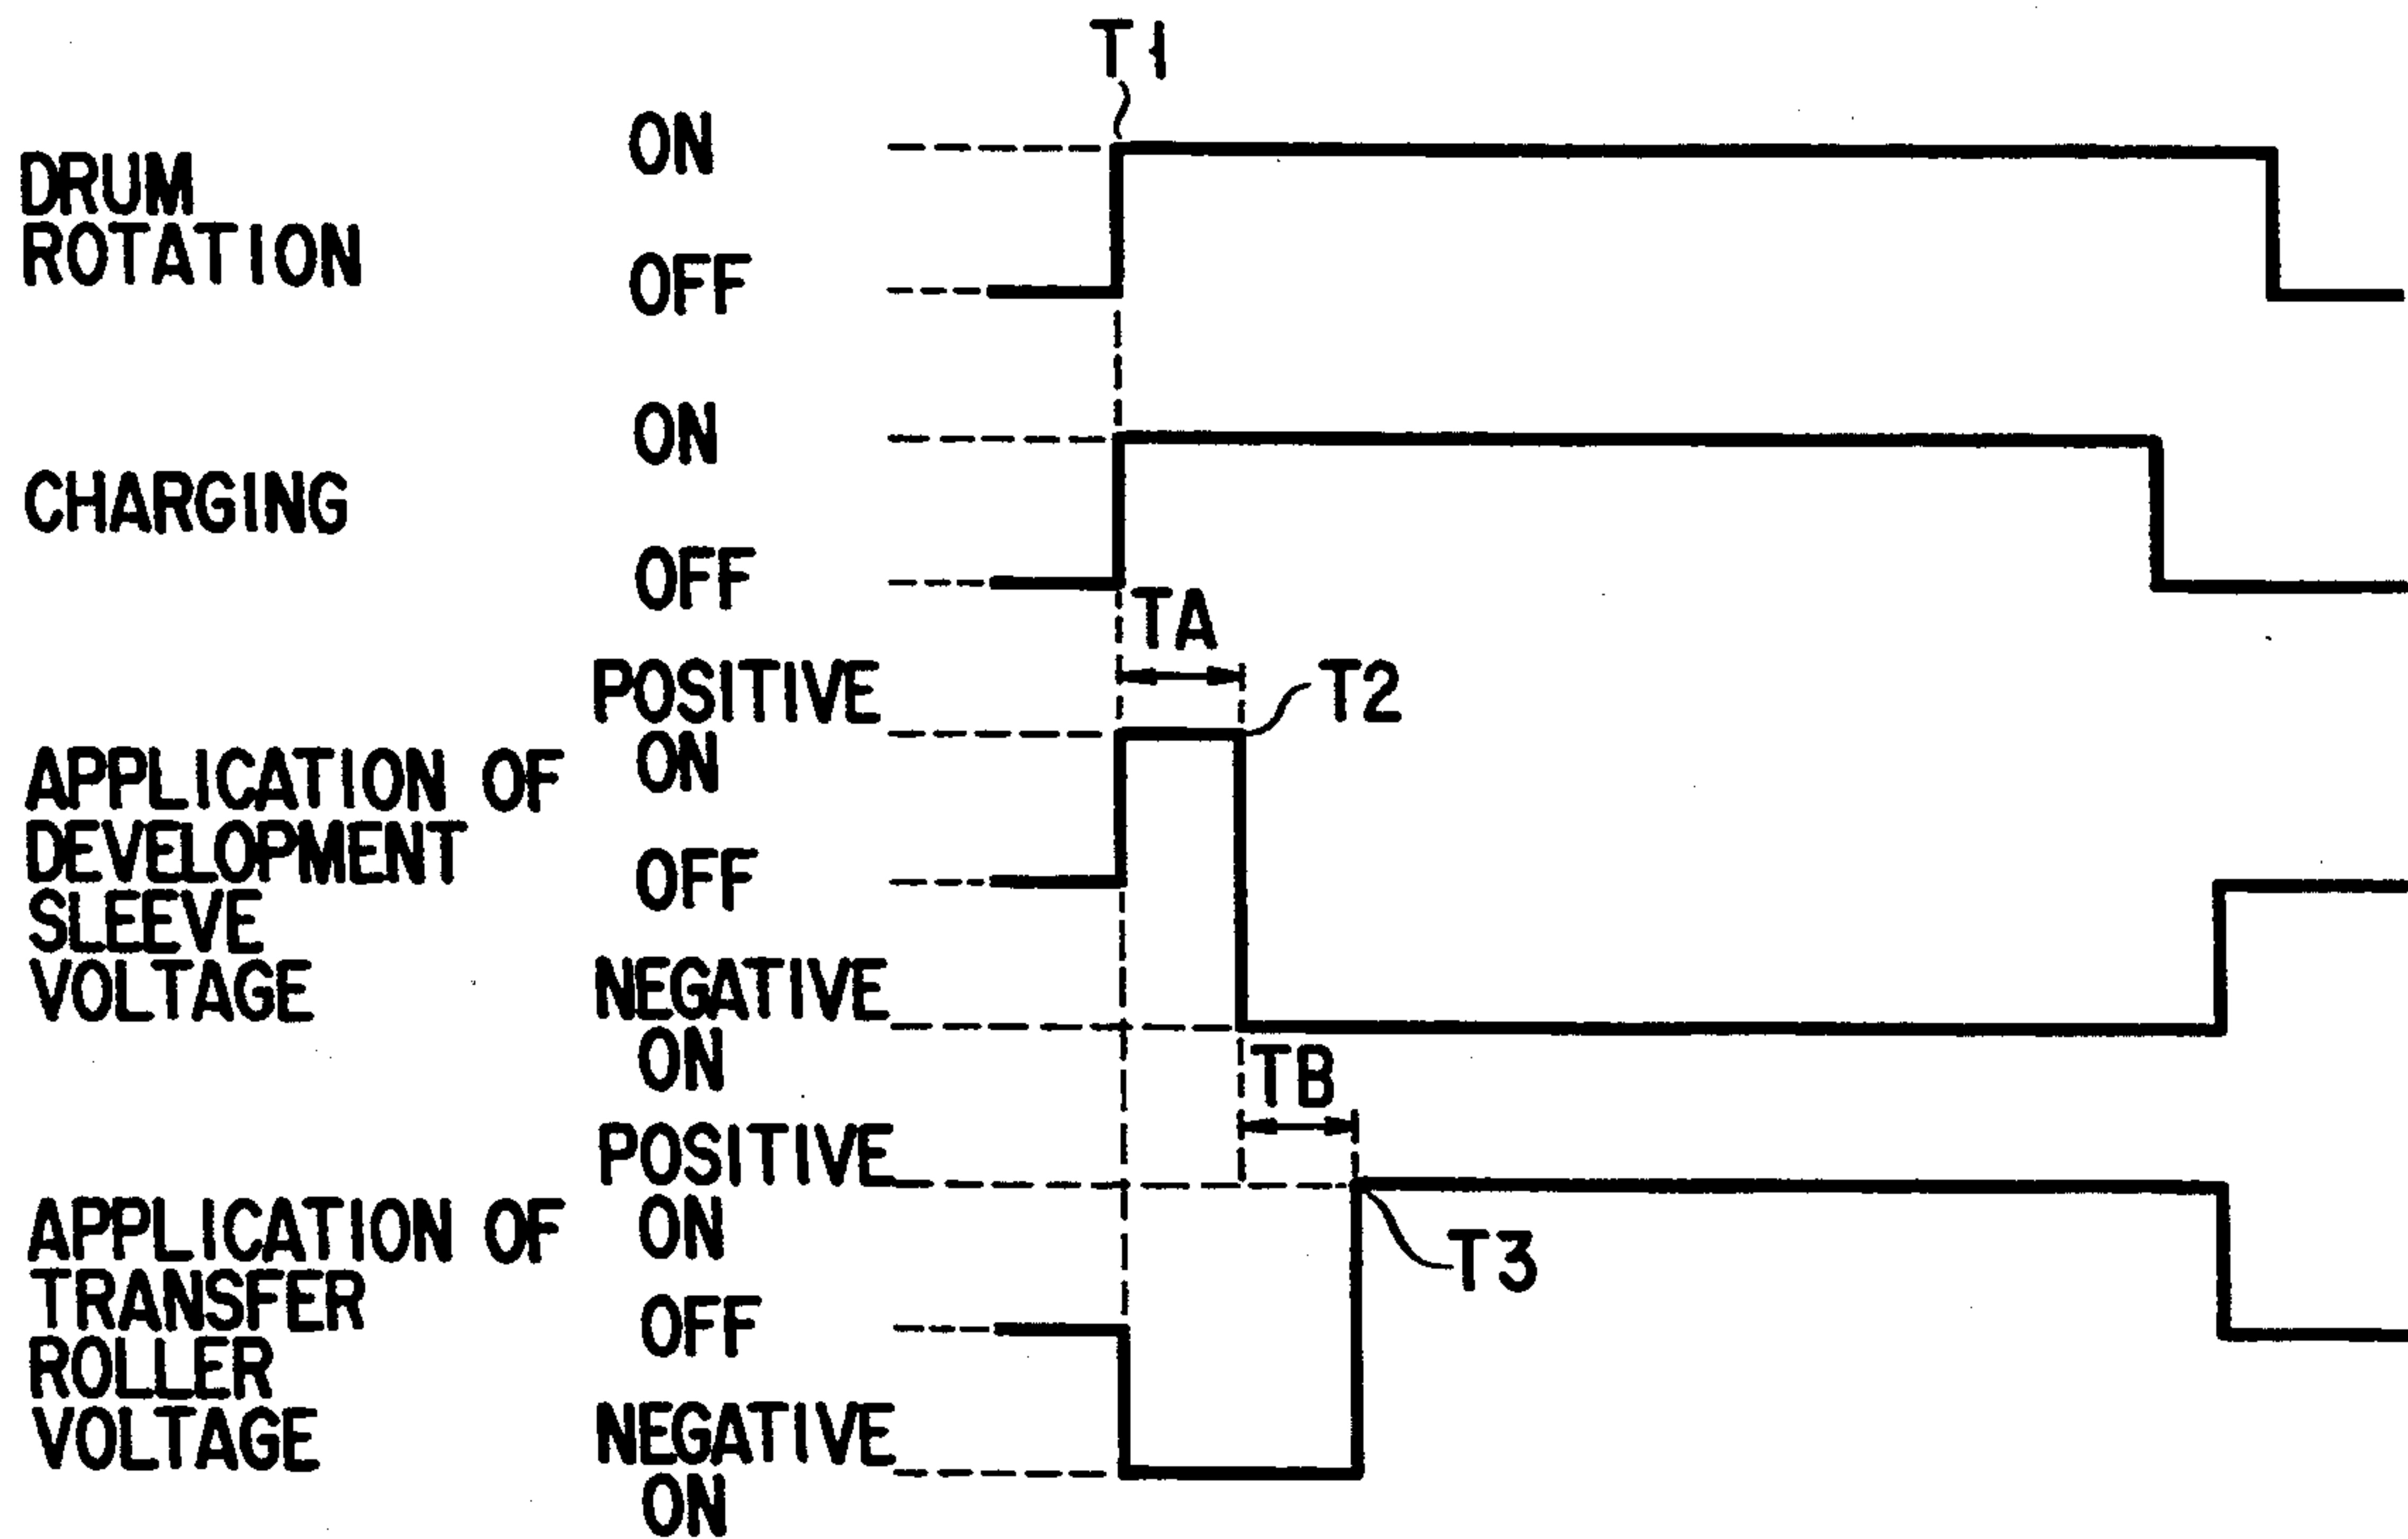 T1
DRUM
ROTATION
ON
OFF
CHARGING
ON
OFF
TA
T2
APPLICATION OF
DEVELOPMENT
SLEEVE
VOLTAGE
POSITIVE
ON
OFF
NEGATIVE
ON
TB
APPLICATION OF
TRANSFER
ROLLER
VOLTAGE
POSITIVE
ON
OFF
NEGATIVE
ON
T3